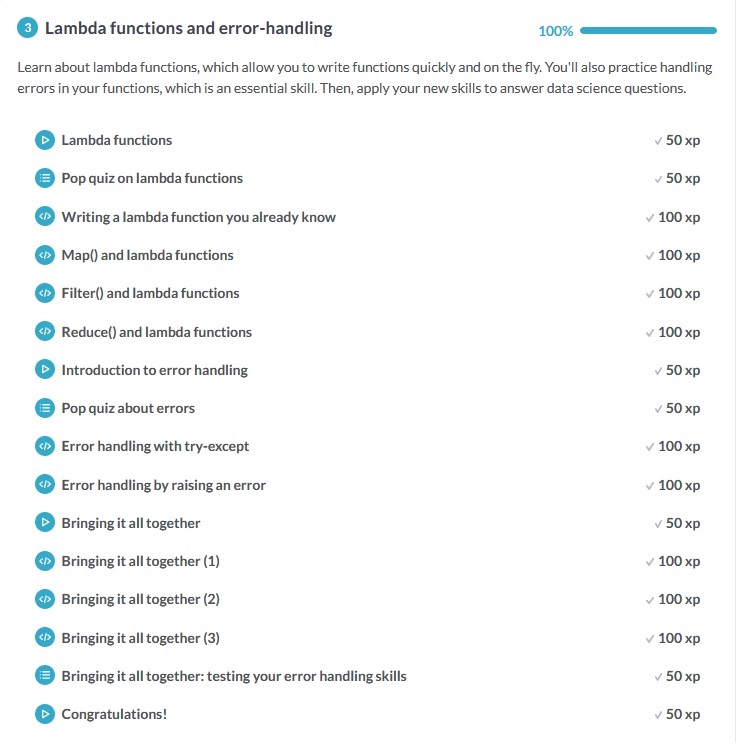 3 Lambda functions and error-handling 100%
Learn about lambda functions, which allow you to write functions quickly and on the fly. You'll also practice handling
errors in your functions, which is an essential skill. Then, apply your new skills to answer data science questions.
Lambda functions 50 xp
Pop quiz on lambda functions 50 xp
Writing a lambda function you already know 100 xp
Map() and lambda functions 100 xp
Filter() and lambda functions 100 xp
Reduce() and lambda functions 100 xp
Introduction to error handling 50 xp
Pop quiz about errors 50 xp
Error handling with try-except 100 xp
Error handling by raising an error 100 xp
Bringing it all together 50 xp
Bringing it all together (1) 100 xp
Bringing it all together (2) 100 xp
Bringing it all together (3) 100 xp
Bringing it all together: testing your error handling skills 50 xp
Congratulations! 50 xp